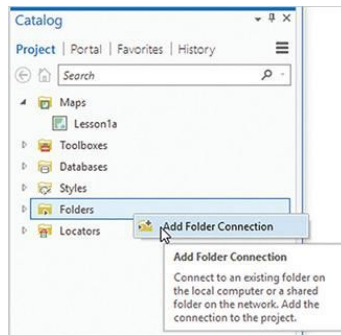 Catalog
Project | Portal | Favorites | History
Search
Maps
Lesson1a
Toolboxes
Databases
Styles
Folders
Add Folder Connection
Locators
Add Folder Connection
Connect to an existing folder on
the local computer or a shared
folder on the network. Add the
connection to the project.